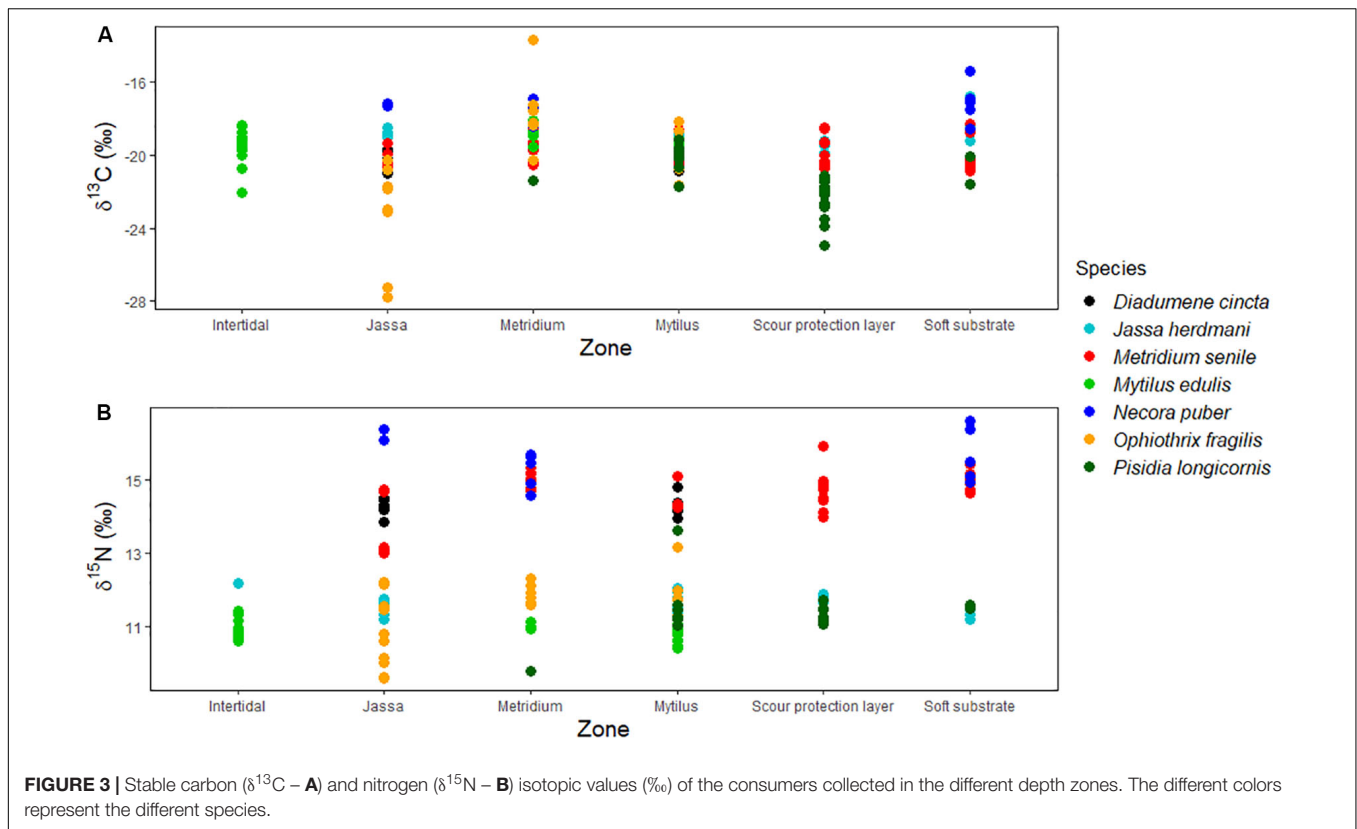 A
δ13C (‰)
-16
-20
-24
-28
Intertidal
Jassa
Metridium
Mytilus
Scour protection layer
Soft substrate
Zone
B
δ15N (‰)
15
13
11
Intertidal
Jassa
Metridium
Mytilus
Scour protection layer
Soft substrate
Zone
Species
Diadumene cincta
Jassa herdmani
Metridium senile
Mytilus edulis
Necora puber
Ophiothrix fragilis
Pisidia longicornis
FIGURE 3 | Stable carbon (δ13C – A) and nitrogen (δ15N – B) isotopic values (‰) of the consumers collected in the different depth zones. The different colors
represent the different species.